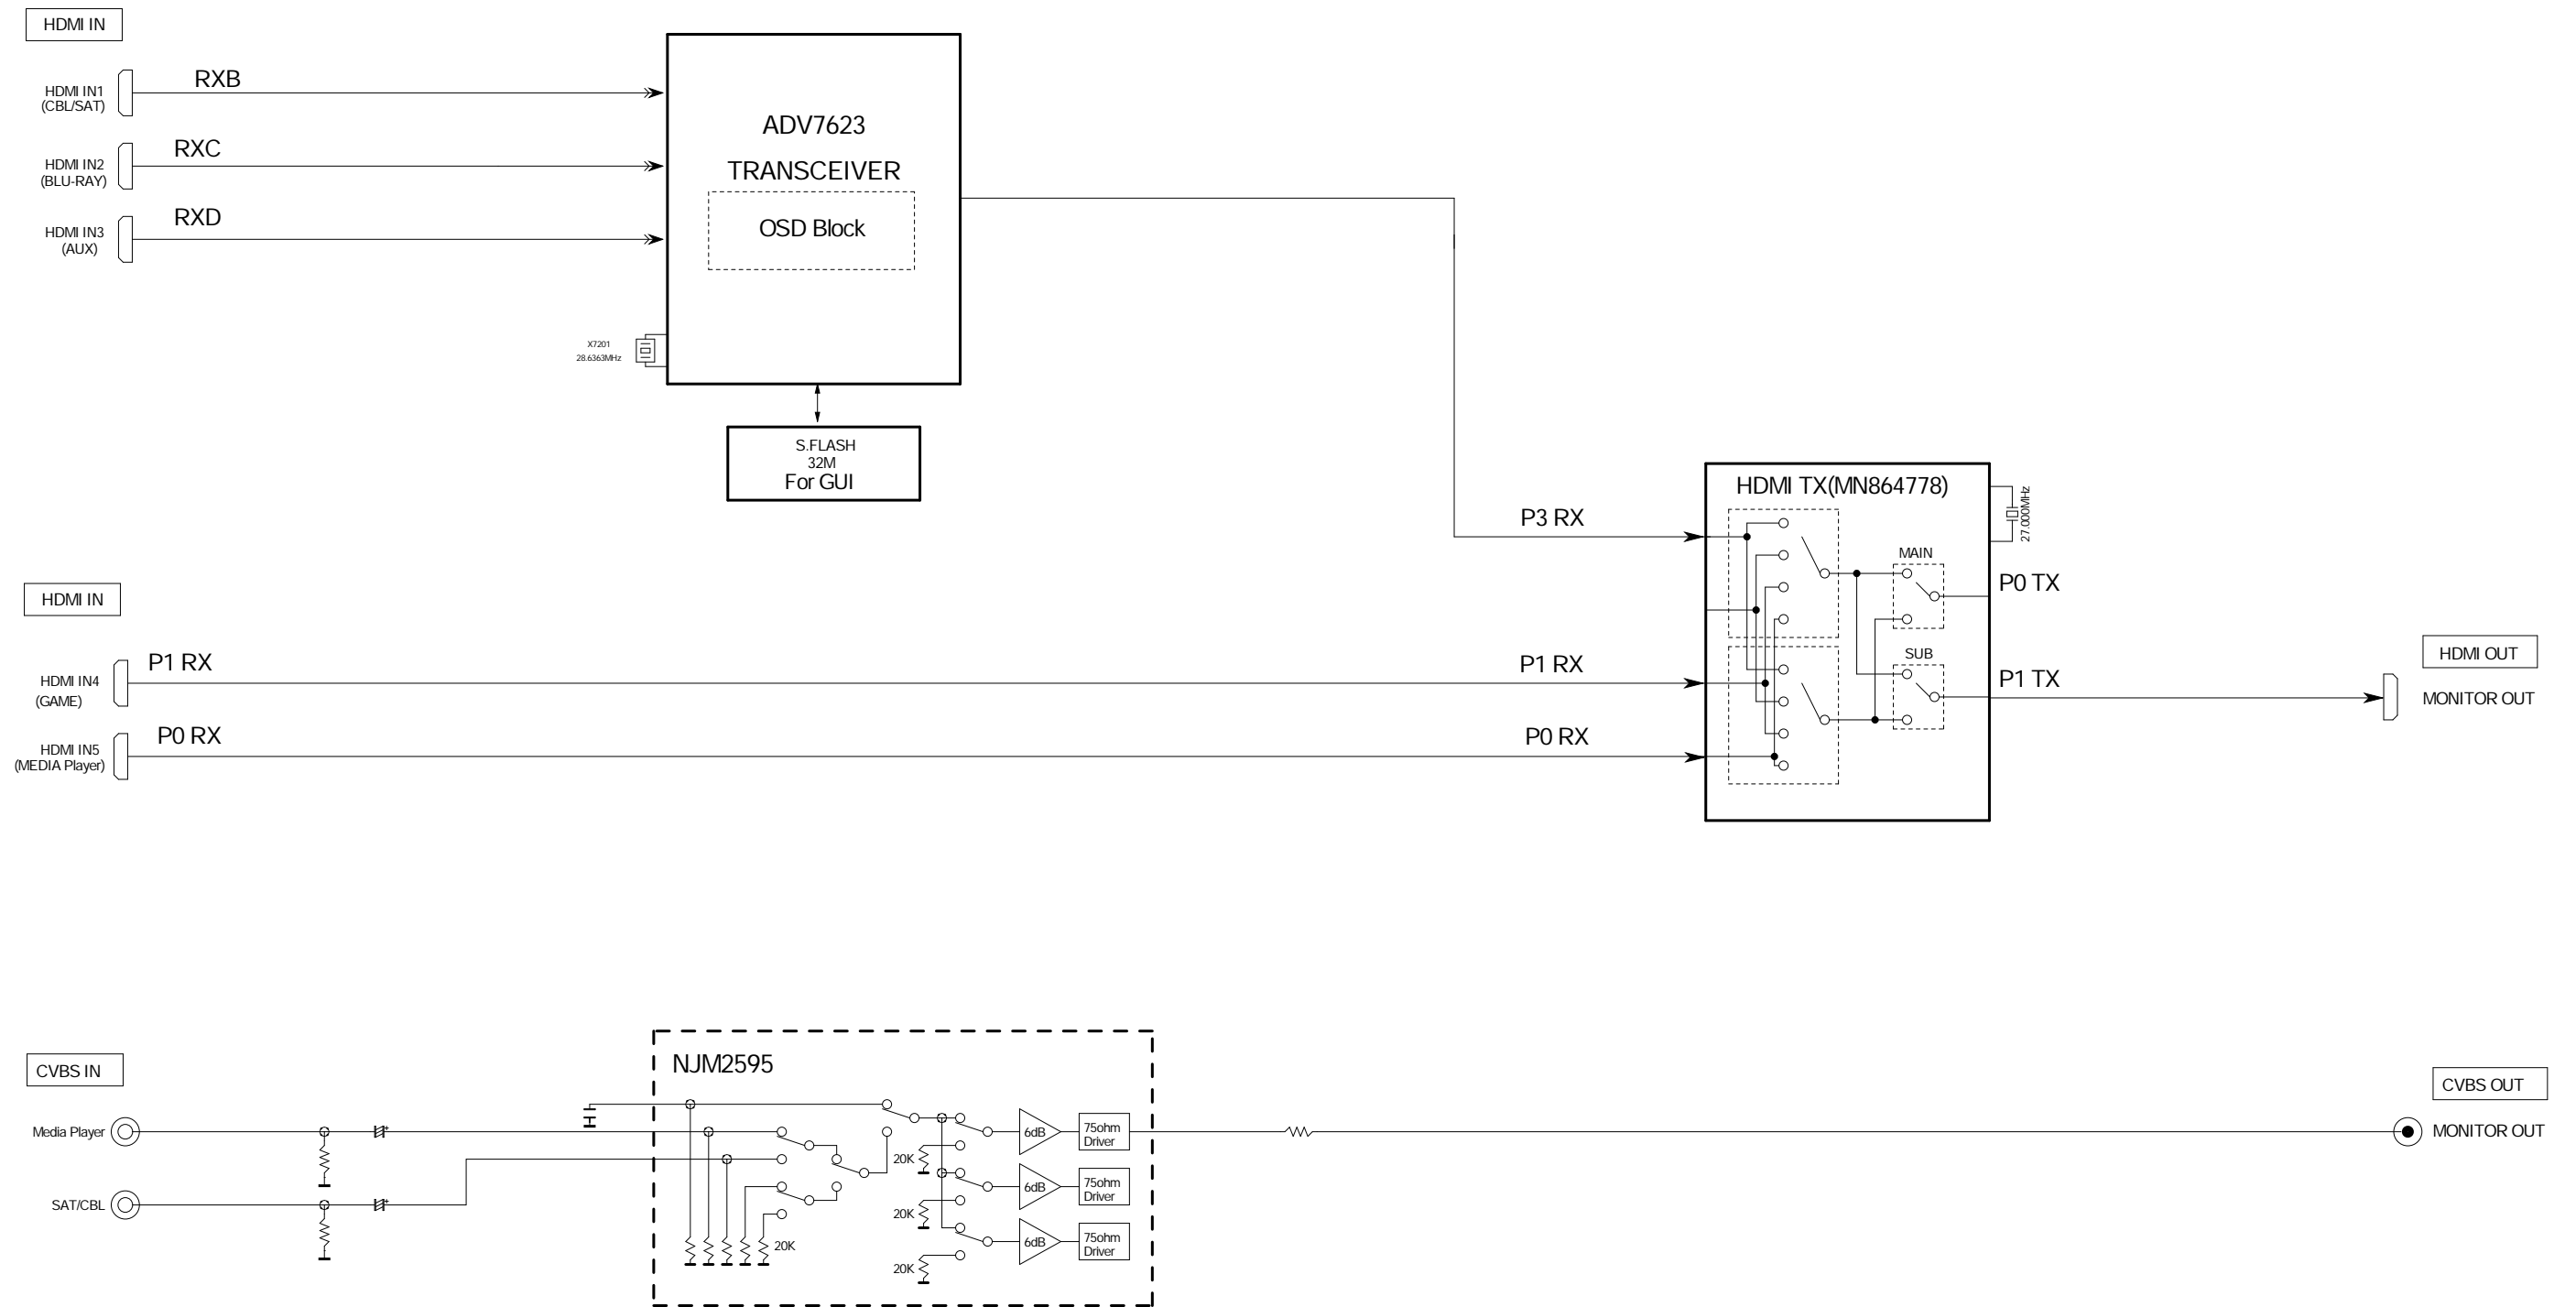 HDMI IN
HDMI IN1
(CBL/SAT)
RXB
HDMI IN2
(BLU-RAY)
RXC
HDMI IN3
(AUX)
RXD
ADV7623
TRANSCEIVER
OSD Block
X7201
28.6363MHz
S.FLASH
32M
For GUI
HDMI TX(MN864778)
27.000MHz
P3 RX
MAIN
P0 TX
HDMI IN
HDMI IN4
(GAME)
P1 RX
P1 RX
SUB
P1 TX
HDMI OUT
MONITOR OUT
HDMI IN5
(MEDIA Player)
P0 RX
P0 RX
CVBS IN
Media Player
SAT/CBL
NJM2595
20K
20K
20K
20K
6dB
75ohm
Driver
6dB
75ohm
Driver
6dB
75ohm
Driver
CVBS OUT
MONITOR OUT